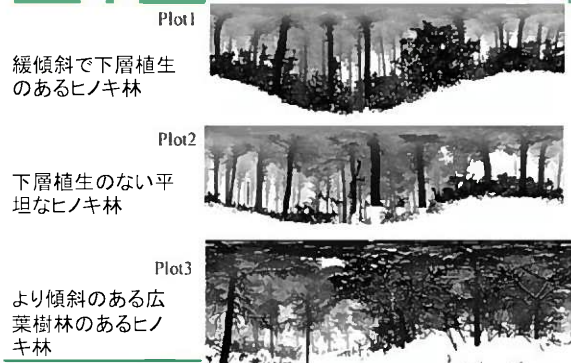 Plot1
緩傾斜で下層植生
のあるヒノキ林
Plot2
下層植生のない平
坦なヒノキ林
Plot3
より傾斜のある広
葉樹林のあるヒノ
キ林